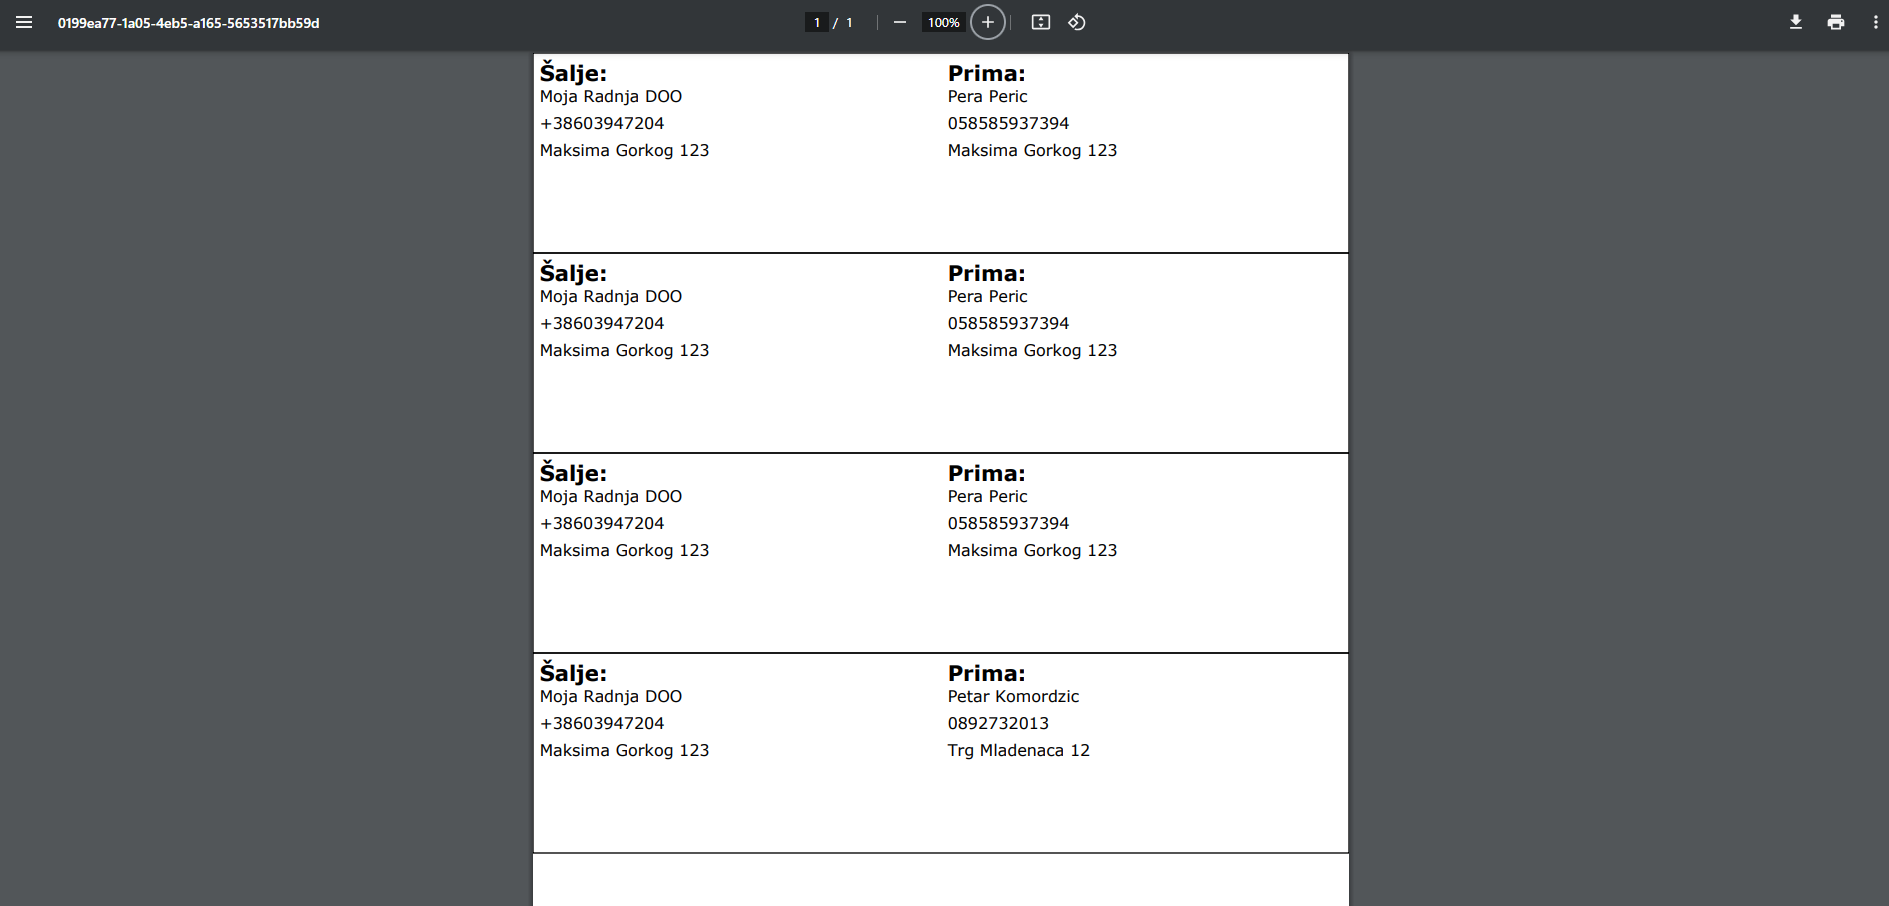 0199ea77-1a05-4eb5-a165-5653517bb59d
1 / 1
100%
Šalje:
Moja Radnja DOO
+38603947204
Maksima Gorkog 123
Prima:
Pera Peric
058585937394
Maksima Gorkog 123
Šalje:
Moja Radnja DOO
+38603947204
Maksima Gorkog 123
Prima:
Pera Peric
058585937394
Maksima Gorkog 123
Šalje:
Moja Radnja DOO
+38603947204
Maksima Gorkog 123
Prima:
Pera Peric
058585937394
Maksima Gorkog 123
Šalje:
Moja Radnja DOO
+38603947204
Maksima Gorkog 123
Prima:
Petar Komordzic
0892732013
Trg Mladenaca 12